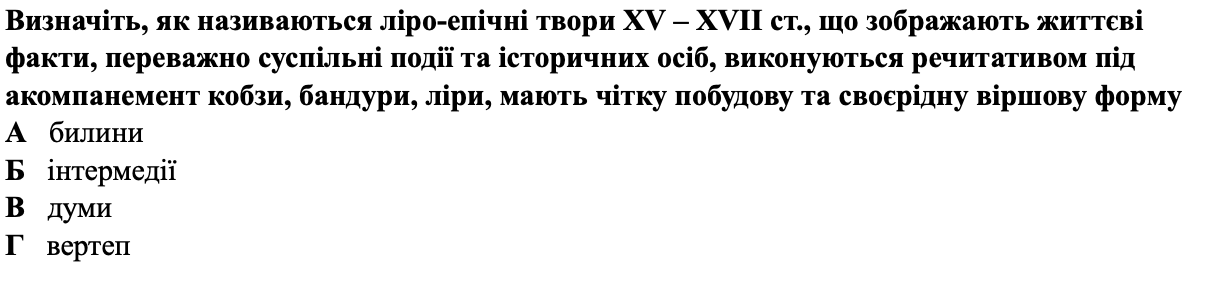 Визначіть, як називаються ліро-епічні твори XV – XVII ст., що зображають життєві
факти, переважно суспільні події та історичних осіб, виконуються речитативом під
акомпанемент кобзи, бандури, ліри, мають чітку побудову та своєрідну віршову форму
А билини
Б інтермедії
В думи
Г вертеп